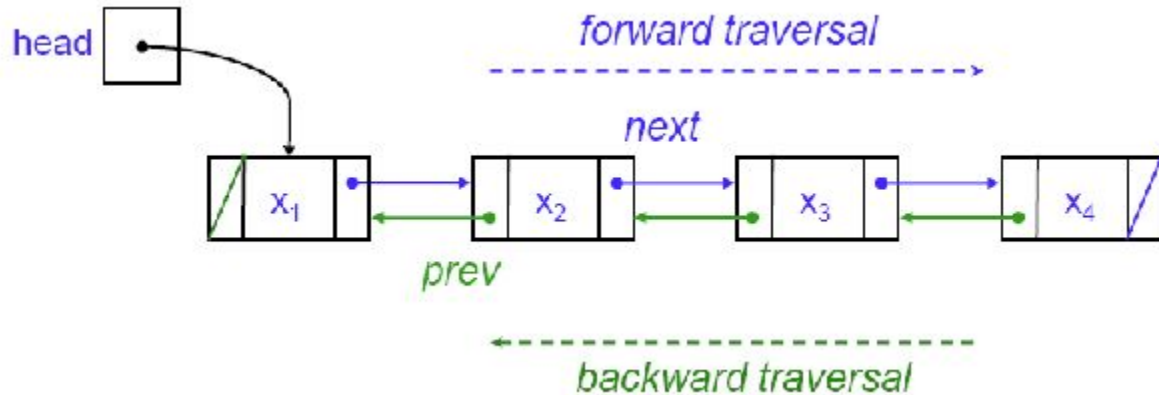 head
forward traversal
next
x₁ x₂ x₃ x₄
prev
backward traversal